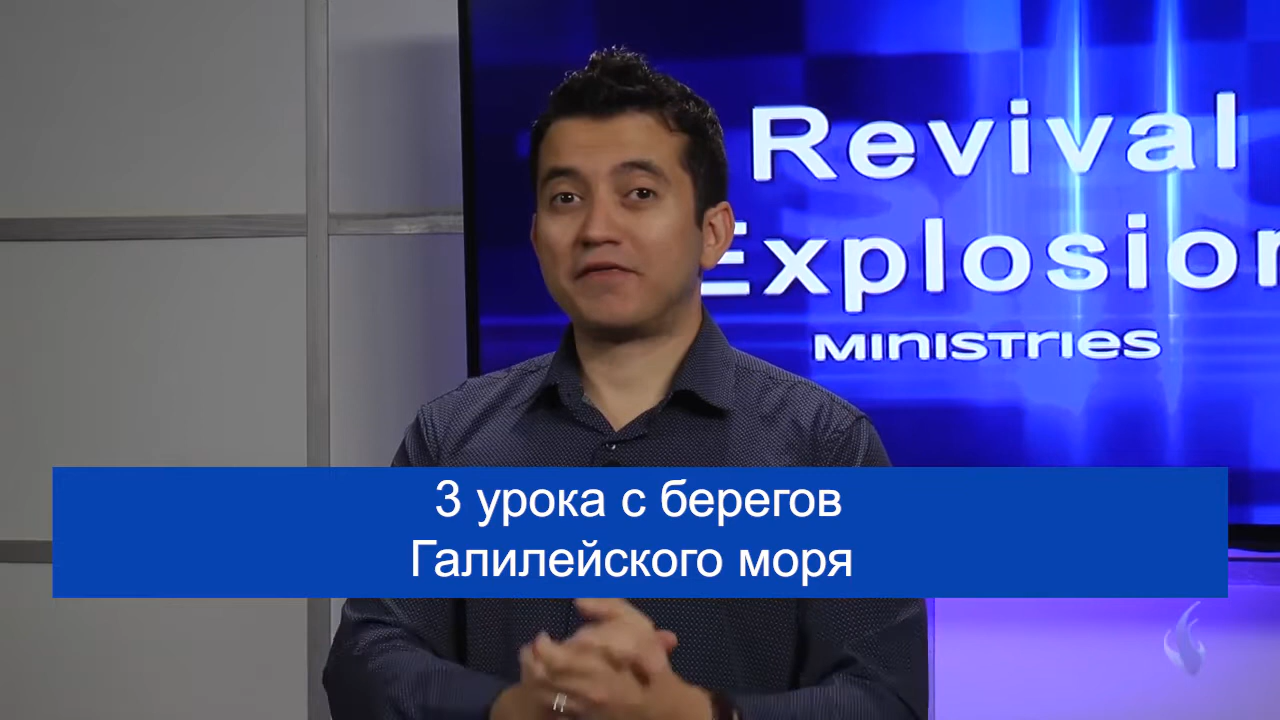 Revival
Explosion
MINISTRIES
3 урока с берегов
Галилейского моря